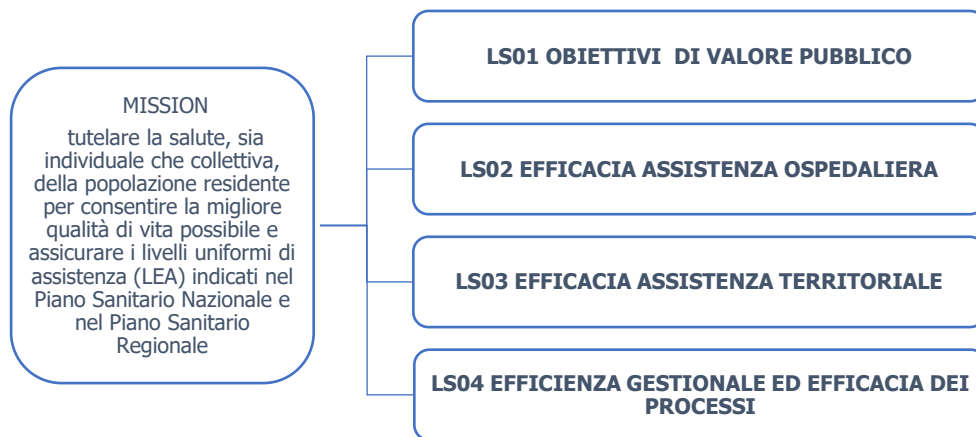 MISSION
tutelare la salute, sia
individuale che collettiva,
della popolazione residente
per consentire la migliore
qualità di vita possibile e
assicurare i livelli uniformi di
assistenza (LEA) indicati nel
Piano Sanitario Nazionale e
nel Piano Sanitario
Regionale
LS01 OBIETTIVI  DI VALORE PUBBLICO
LS02 EFFICACIA ASSISTENZA OSPEDALIERA
LS03 EFFICACIA ASSISTENZA TERRITORIALE
LS04 EFFICIENZA GESTIONALE ED EFFICACIA DEI
PROCESSI